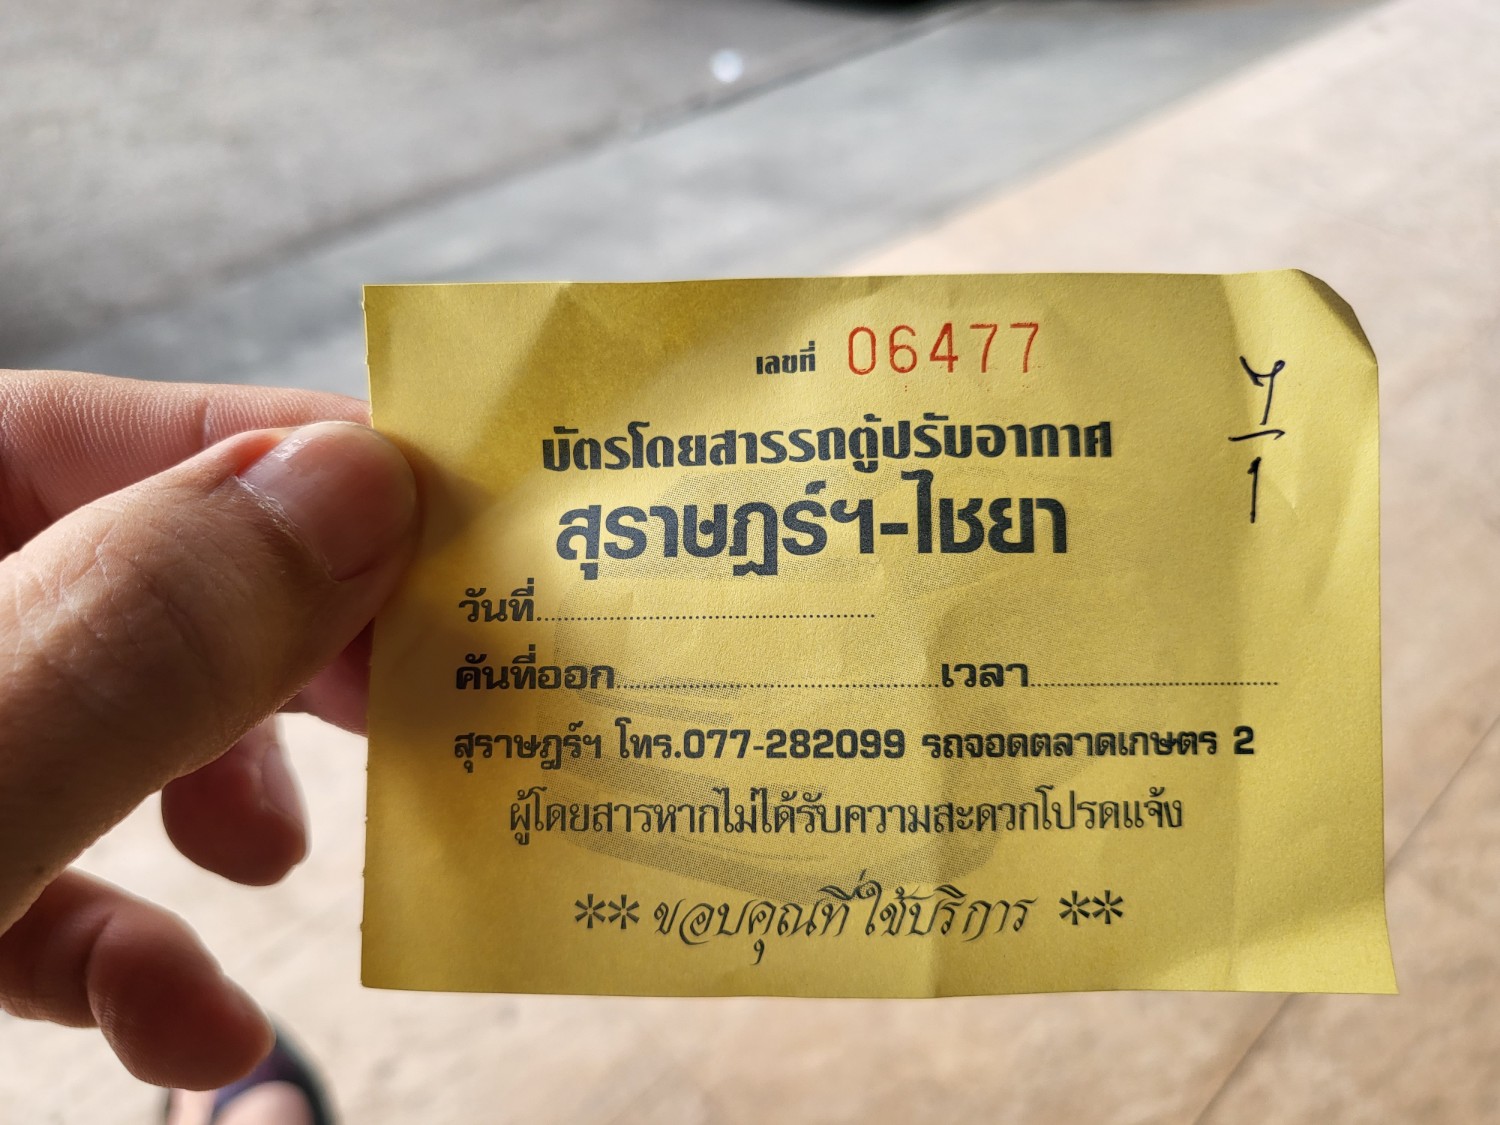 เลขที่ 06477
บัตรโดยสารรถตู้ปรับอากาศ
สุราษฎร์ฯ-ไชยา
วันที่........................................
คันที่ออก........................................เวลา..............................
สุราษฎร์ฯ โทร.077-282099 รถจอดตลาดเกษตร 2
ผู้โดยสารหากไม่ได้รับความสะดวกโปรดแจ้ง
** ขอบคุณที่ใช้บริการ **
1